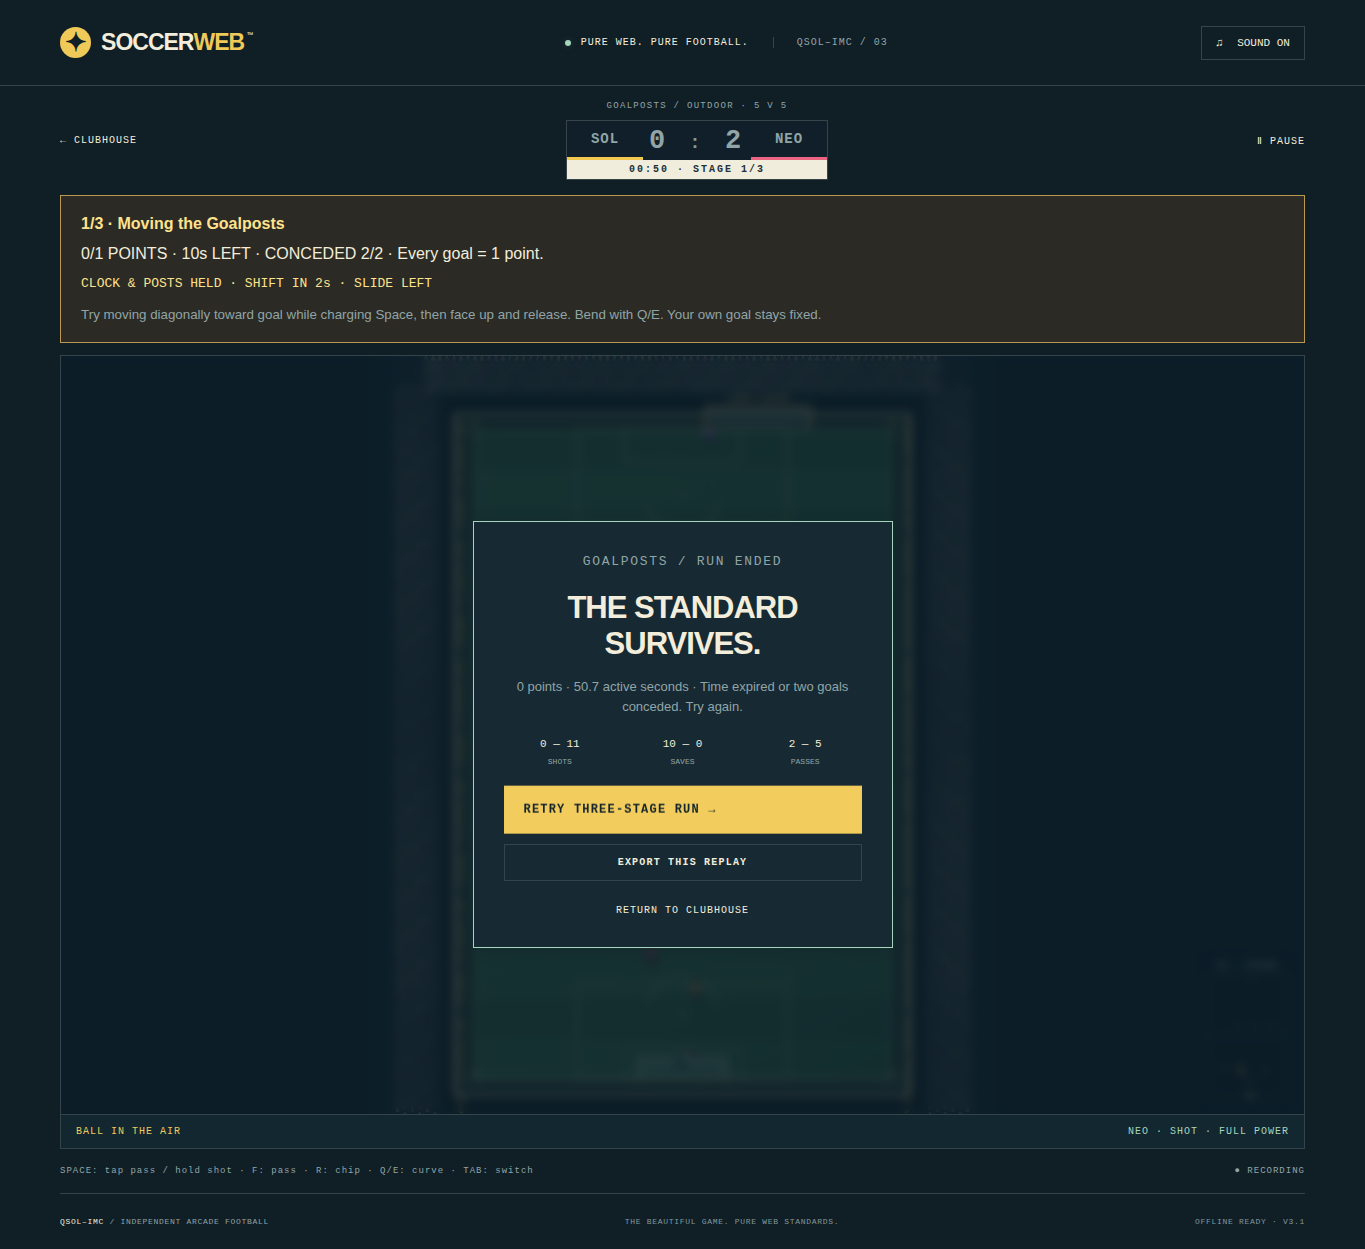 SOCCERWEB™
PURE WEB. PURE FOOTBALL.
QSOL-IMC / 03
♫ SOUND ON
GOALPOSTS / OUTDOOR · 5 V 5
← CLUBHOUSE
SOL 0 : 2 NEO
00:50 · STAGE 1/3
Ⅱ PAUSE
1/3 · Moving the Goalposts
0/1 POINTS · 10s LEFT · CONCEDED 2/2 · Every goal = 1 point.
CLOCK & POSTS HELD · SHIFT IN 2s · SLIDE LEFT
Try moving diagonally toward goal while charging Space, then face up and release. Bend with Q/E. Your own goal stays fixed.
GOALPOSTS / RUN ENDED
THE STANDARD
SURVIVES.
0 points · 50.7 active seconds · Time expired or two goals
conceded. Try again.
0 — 11 10 — 0 2 — 5
SHOTS SAVES PASSES
RETRY THREE-STAGE RUN →
EXPORT THIS REPLAY
RETURN TO CLUBHOUSE
BALL IN THE AIR
NEO · SHOT · FULL POWER
SPACE: tap pass / hold shot · F: pass · R: chip · Q/E: curve · TAB: switch
● RECORDING
QSOL-IMC / INDEPENDENT ARCADE FOOTBALL
THE BEAUTIFUL GAME. PURE WEB STANDARDS.
OFFLINE READY · V3.1